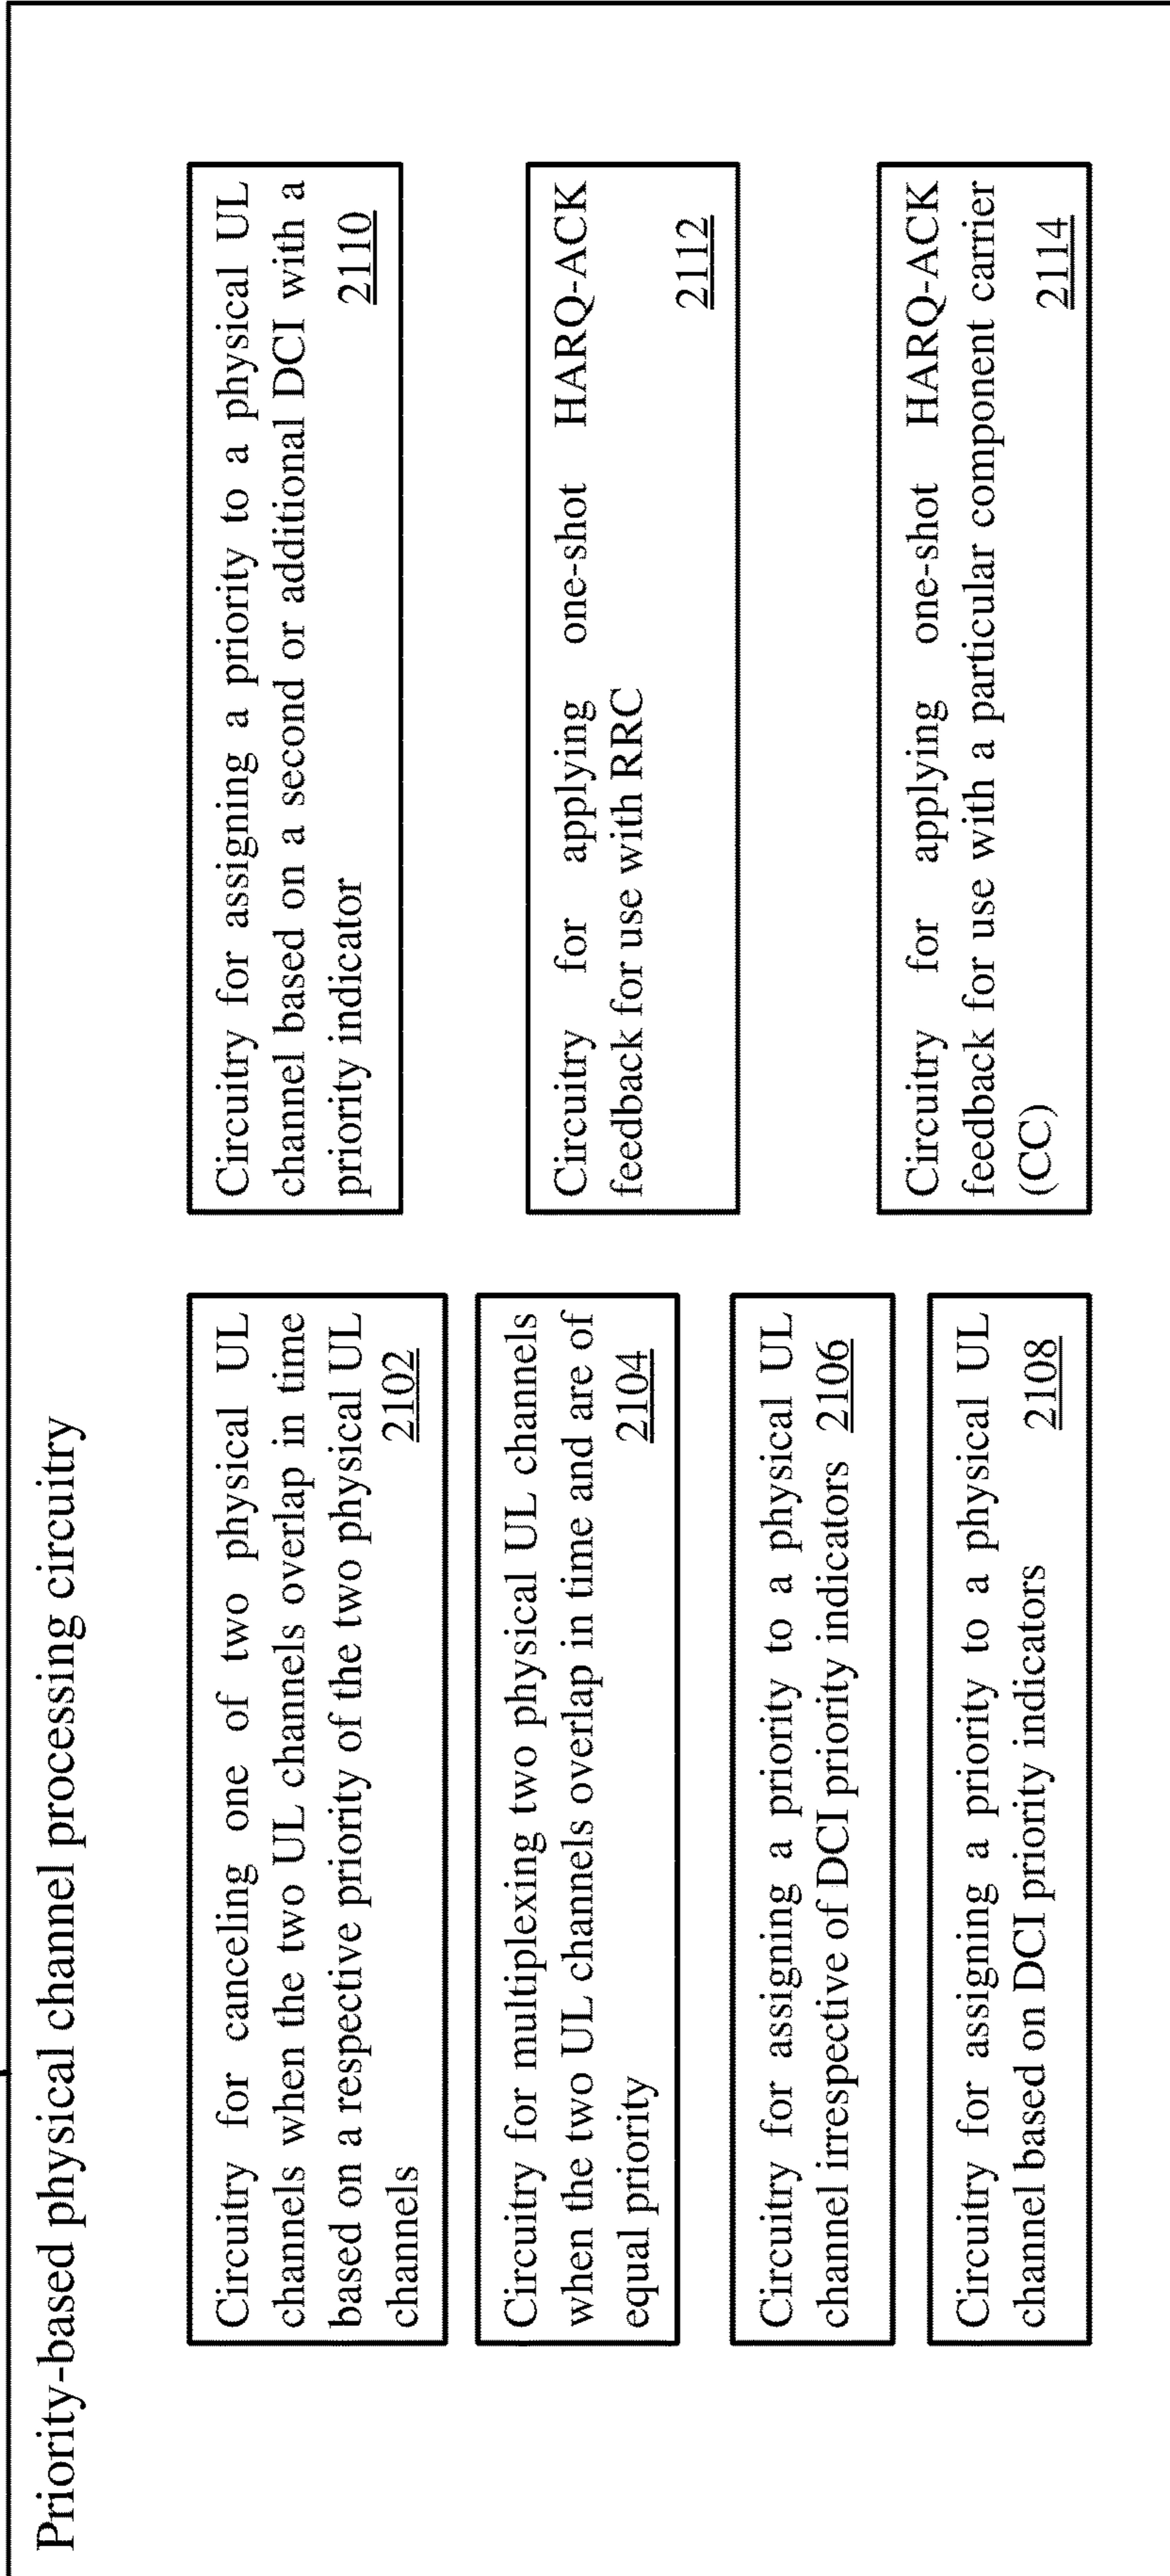 Priority-based physical channel processing circuitry
Circuitry for canceling one of two physical UL
channels when the two UL channels overlap in time
based on a respective priority of the two physical UL
channels 2102
Circuitry for multiplexing two physical UL channels
when the two UL channels overlap in time and are of
equal priority 2104
Circuitry for assigning a priority to a physical UL
channel irrespective of DCI priority indicators 2106
Circuitry for assigning a priority to a physical UL
channel based on DCI priority indicators 2108
Circuitry for assigning a priority to a physical UL
channel based on a second or additional DCI with a
priority indicator 2110
Circuitry for applying one-shot HARQ-ACK
feedback for use with RRC
2112
Circuitry for applying one-shot HARQ-ACK
feedback for use with a particular component carrier
(CC) 2114